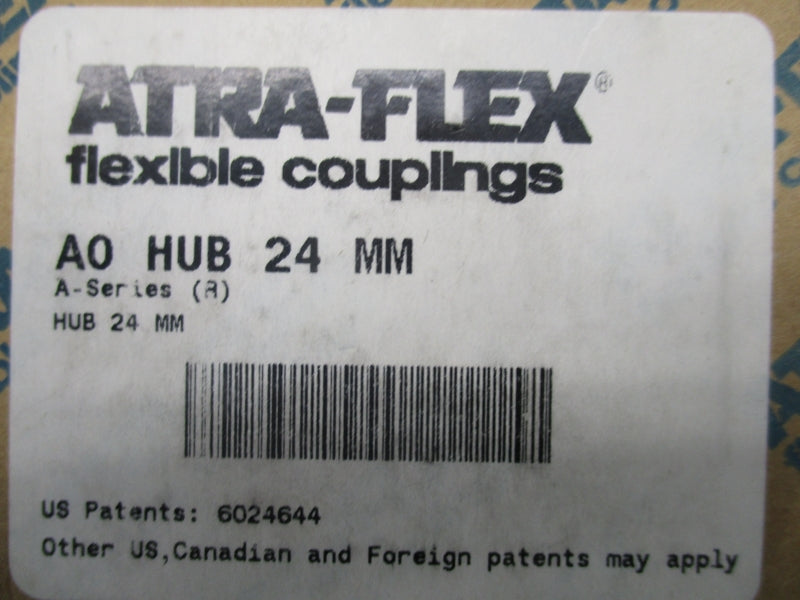 ATRA-FLEX®
flexible couplings
A0 HUB 24 MM
A-Series (R)
HUB 24 MM
US Patents: 6024644
Other US,Canadian and Foreign patents may apply